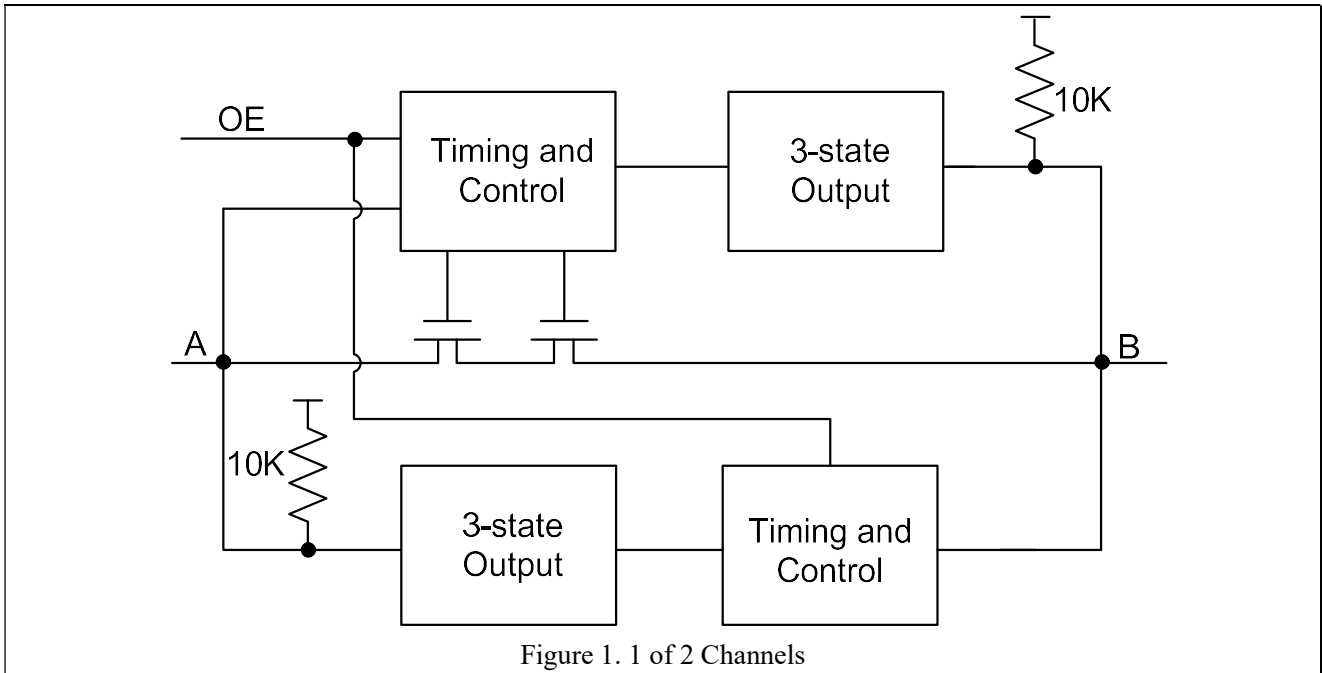 OE
Timing and
Control
3-state
Output
10K
A
B
10K
3-state
Output
Timing and
Control
Figure 1. 1 of 2 Channels